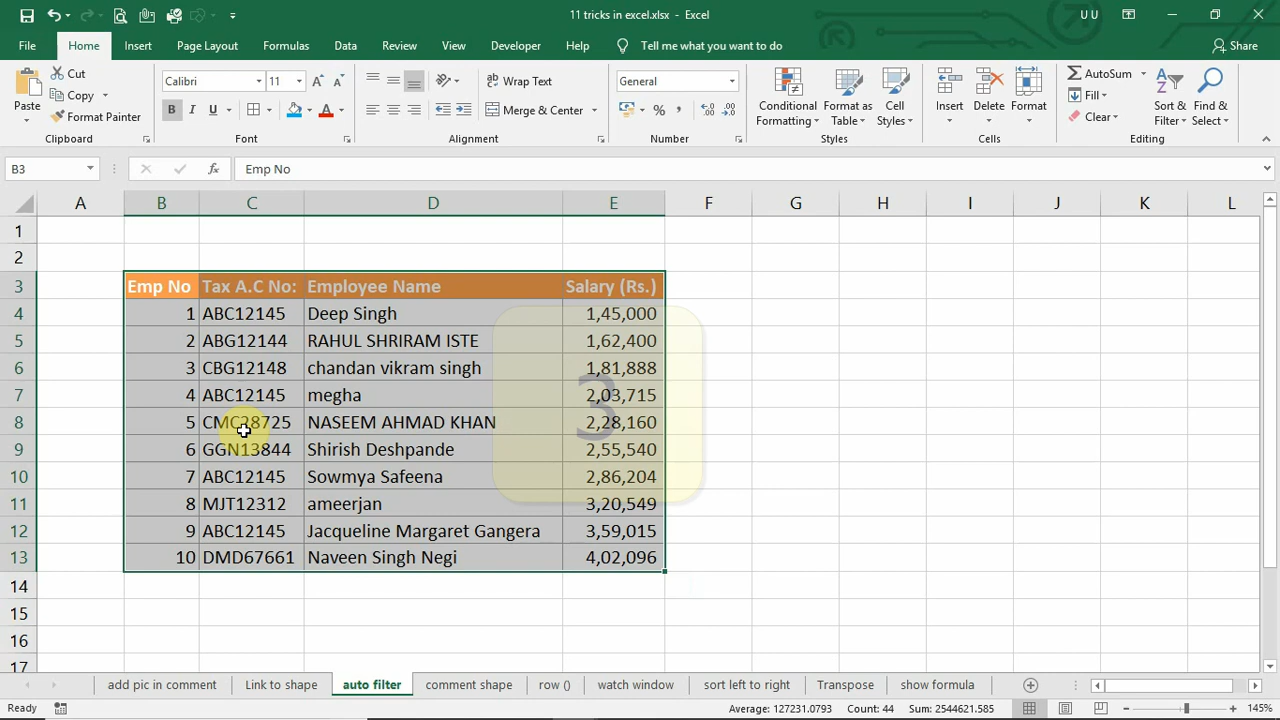 11 tricks in excel.xlsx - Excel
U U
File Home Insert Page Layout Formulas Data Review View Developer Help Tell me what you want to do Share
Paste
Cut
Copy
Format Painter
Clipboard
Calibri 11
B I U
Font
Wrap Text
Merge & Center
Alignment
General
Number
Conditional Formatting
Format as Table
Cell Styles
Styles
Insert Delete Format
Cells
AutoSum
Fill
Clear
Sort & Filter
Find & Select
Editing
B3 fx Emp No
A B C D E F G H I J K L
1
2
3 Emp No Tax A.C No: Employee Name Salary (Rs.)
4 1 ABC12145 Deep Singh 1,45,000
5 2 ABG12144 RAHUL SHRIRAM ISTE 1,62,400
6 3 CBG12148 chandan vikram singh 1,81,888
7 4 ABC12145 megha 2,03,715
8 5 CMC28725 NASEEM AHMAD KHAN 2,28,160
9 6 GGN13844 Shirish Deshpande 2,55,540
10 7 ABC12145 Sowmya Safeena 2,86,204
11 8 MJT12312 ameerjan 3,20,549
12 9 ABC12145 Jacqueline Margaret Gangera 3,59,015
13 10 DMD67661 Naveen Singh Negi 4,02,096
3
14
15
16
17
add pic in comment Link to shape auto filter comment shape row () watch window sort left to right Transpose show formula
Ready Average: 127231.0793 Count: 44 Sum: 2544621.585 145%